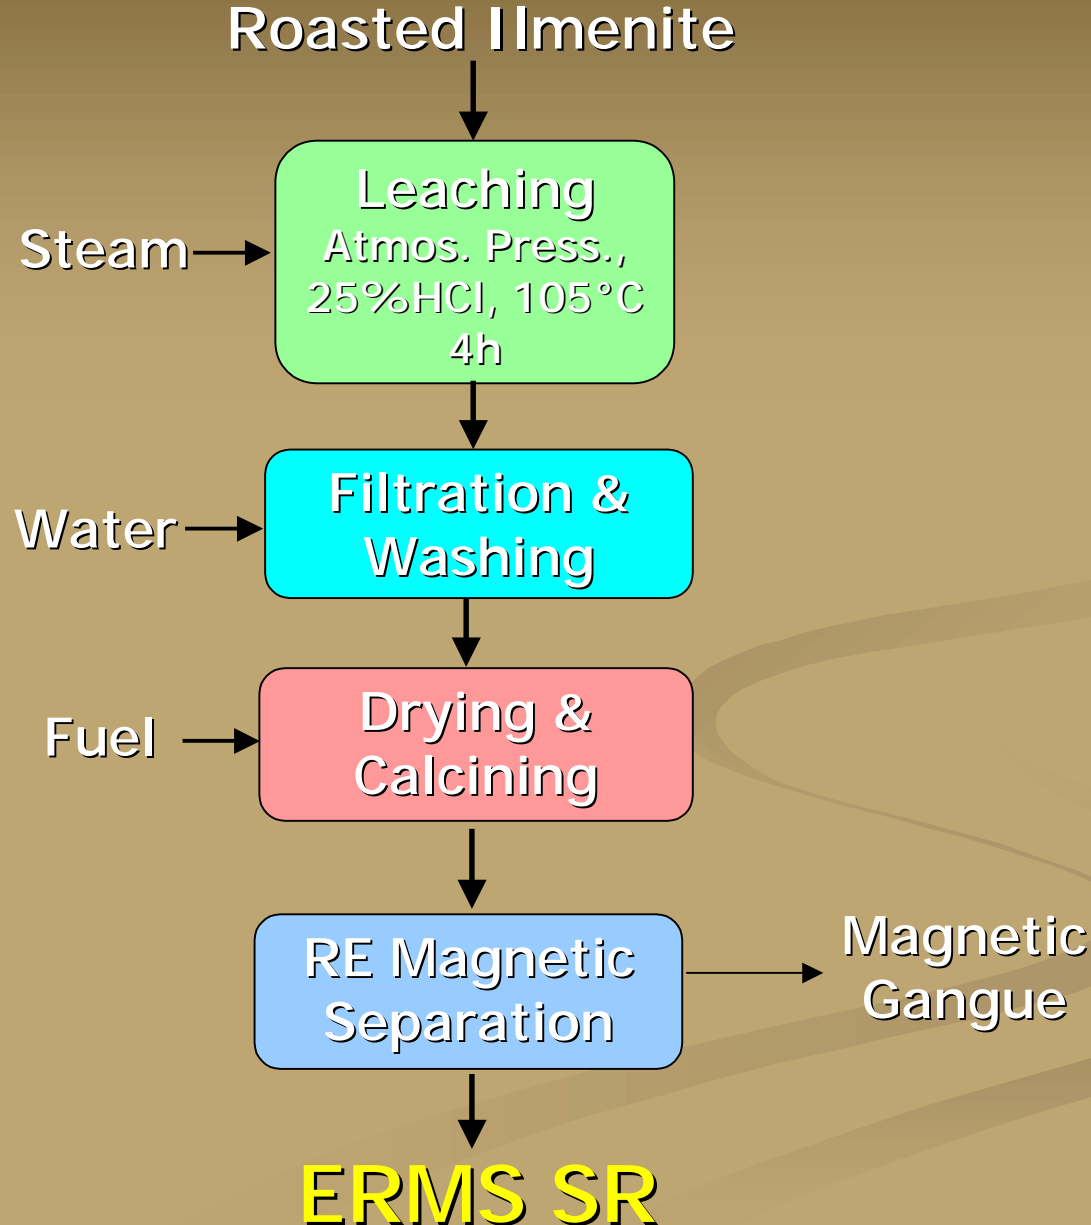 Roasted Ilmenite
Leaching
Steam
Atmos. Press.,
25%HCl, 105°C
4h
Filtration &
Water
Washing
Drying &
Fuel
Calcining
RE Magnetic
Separation
Magnetic
Gangue
ERMS SR